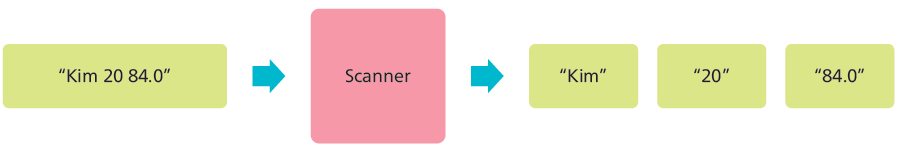 “Kim 20 84.0”
Scanner
“Kim”
“20”
“84.0”